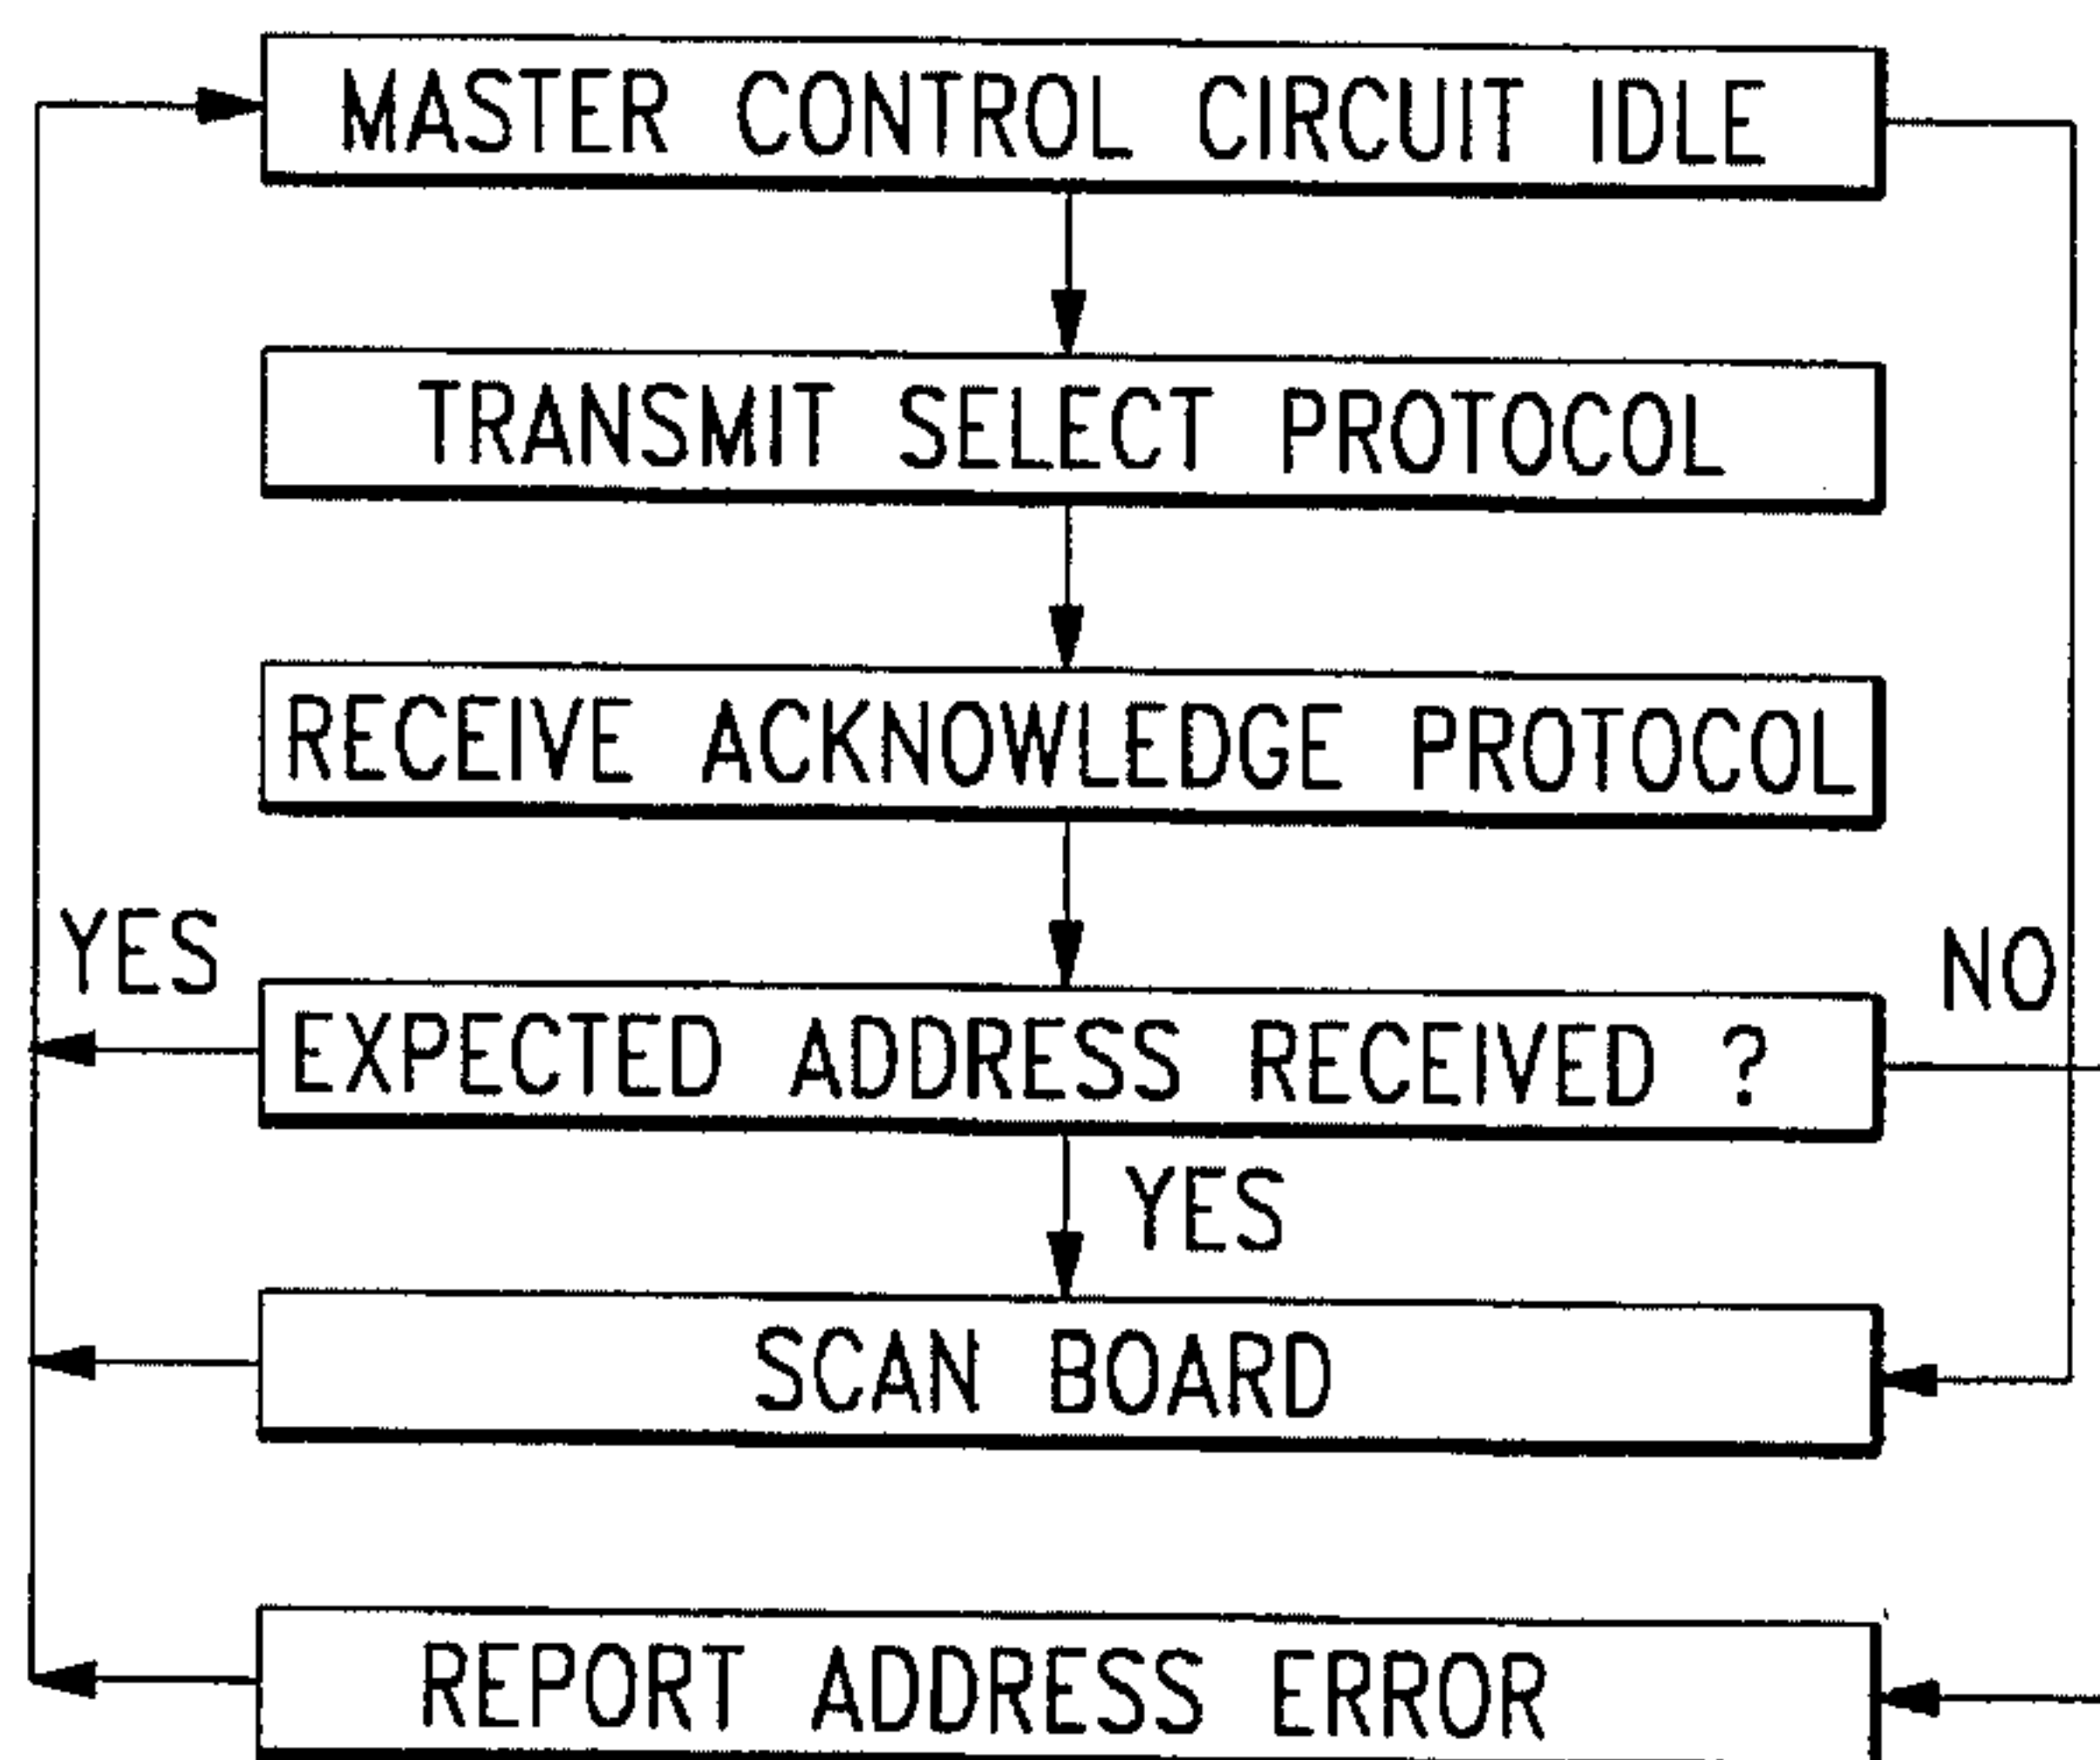 MASTER CONTROL CIRCUIT IDLE
TRANSMIT SELECT PROTOCOL
RECEIVE ACKNOWLEDGE PROTOCOL
YES
NO
EXPECTED ADDRESS RECEIVED ?
YES
SCAN BOARD
REPORT ADDRESS ERROR